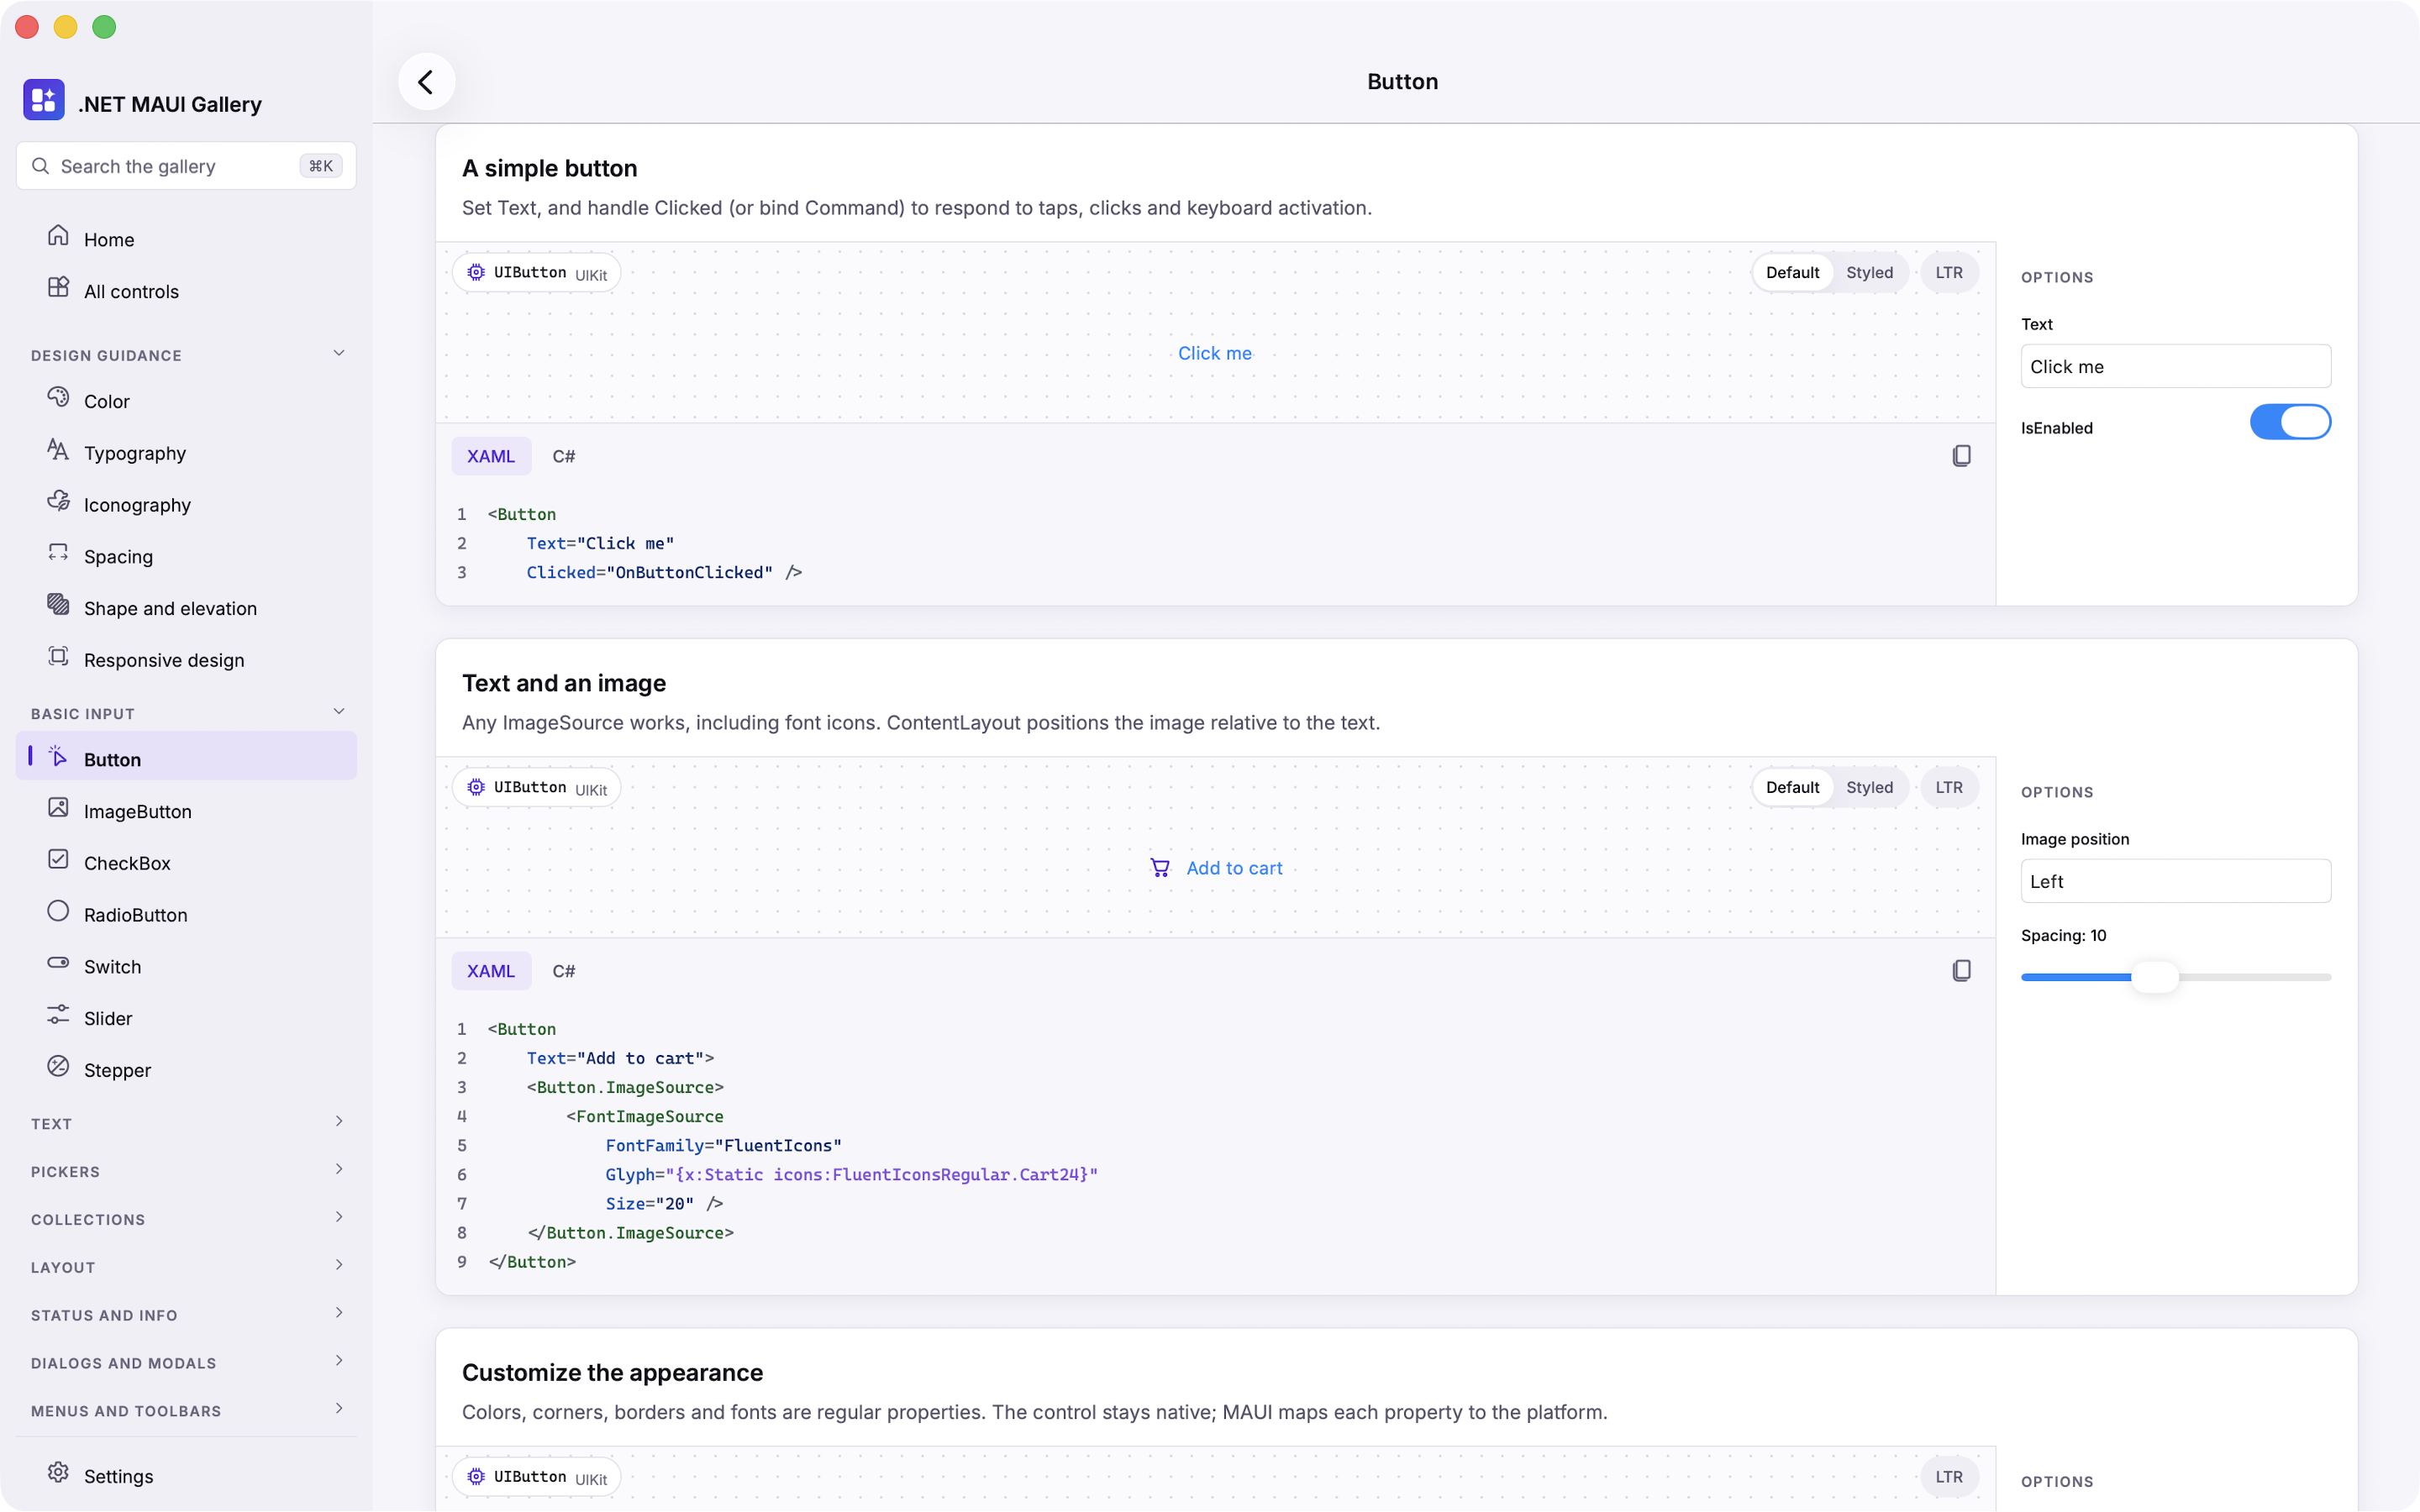 .NET MAUI Gallery
Search the gallery ⌘K
Home
All controls
DESIGN GUIDANCE
Color
Typography
Iconography
Spacing
Shape and elevation
Responsive design
BASIC INPUT
Button
ImageButton
CheckBox
RadioButton
Switch
Slider
Stepper
TEXT
PICKERS
COLLECTIONS
LAYOUT
STATUS AND INFO
DIALOGS AND MODALS
MENUS AND TOOLBARS
Settings
Button
A simple button
Set Text, and handle Clicked (or bind Command) to respond to taps, clicks and keyboard activation.
UIButton UIKit
Default Styled LTR
Click me
OPTIONS
Text
Click me
IsEnabled
XAML C#
1 <Button
2     Text="Click me"
3     Clicked="OnButtonClicked" />
Text and an image
Any ImageSource works, including font icons. ContentLayout positions the image relative to the text.
UIButton UIKit
Default Styled LTR
Add to cart
OPTIONS
Image position
Left
Spacing: 10
XAML C#
1 <Button
2     Text="Add to cart">
3     <Button.ImageSource>
4         <FontImageSource
5             FontFamily="FluentIcons"
6             Glyph="{x:Static icons:FluentIconsRegular.Cart24}"
7             Size="20" />
8     </Button.ImageSource>
9 </Button>
Customize the appearance
Colors, corners, borders and fonts are regular properties. The control stays native; MAUI maps each property to the platform.
UIButton UIKit
LTR
OPTIONS